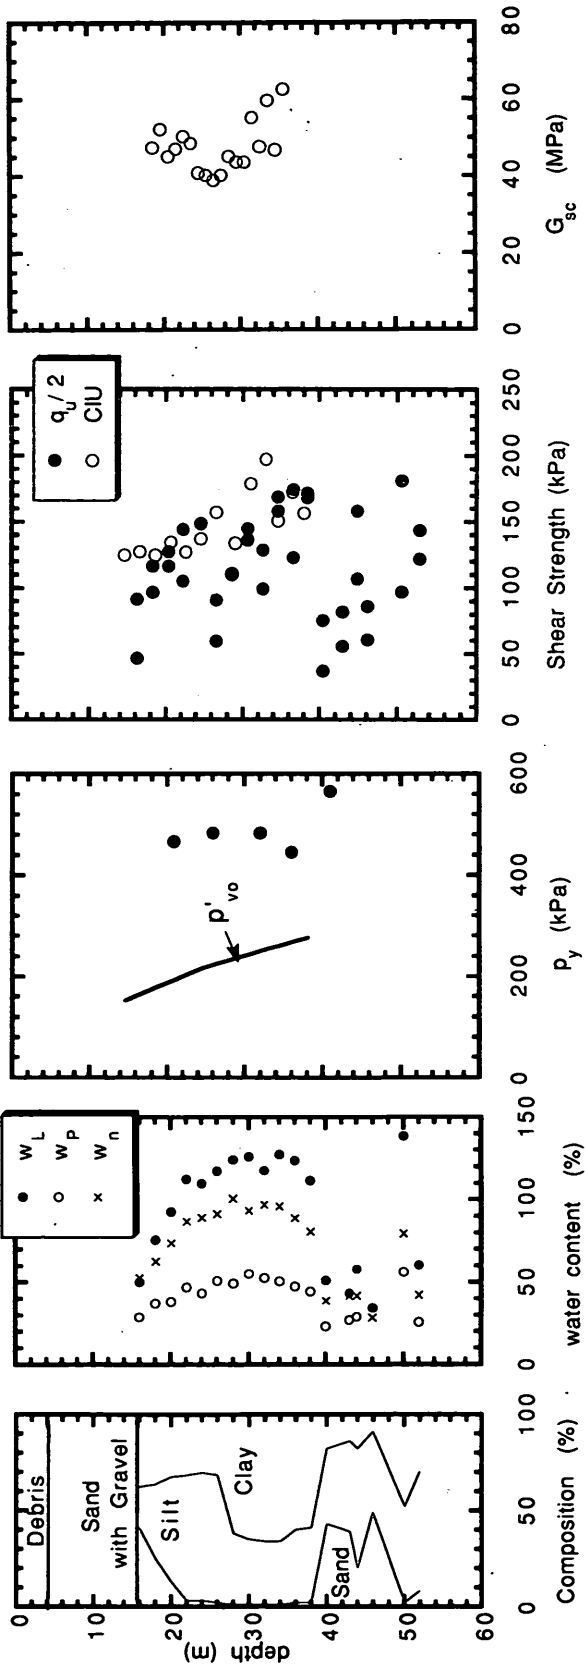 0
10
20
30
40
50
60
depth (m)
Debris
Sand
with Gravel
Silt
Clay
Sand
0
50
100
Composition (%)
w_L
w_P
w_n
0
50
100
150
water content (%)
p'_vo
0
200
400
600
p_y (kPa)
q_u/2
CIU
0
50
100
150
200
250
Shear Strength (kPa)
0
20
40
60
80
G_sc (MPa)